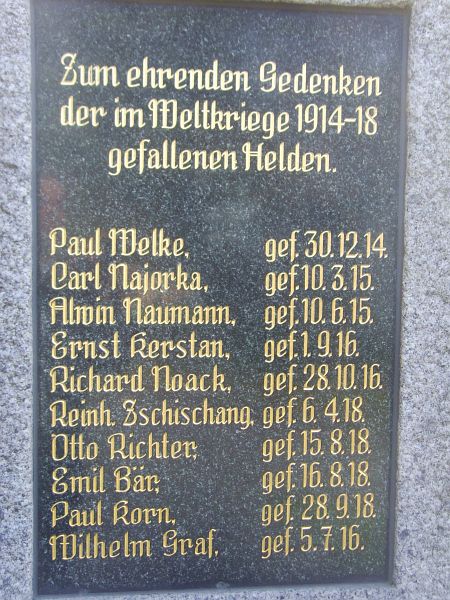 Zum ehrenden Gedenken
der im Weltkriege 1914-18
gefallenen Helden.
Paul Welke, gef. 30.12.14.
Carl Najorka, gef. 10.3.15.
Alwin Naumann, gef. 10.6.15.
Ernst Kerstan, gef. 1.9.16.
Richard Noack, gef. 28.10.16.
Reinh. Zschischang, gef. 6.4.18.
Otto Richter, gef. 15.8.18.
Emil Bär, gef. 16.8.18.
Paul Korn, gef. 28.9.18.
Wilhelm Graf, gef. 5.7.16.